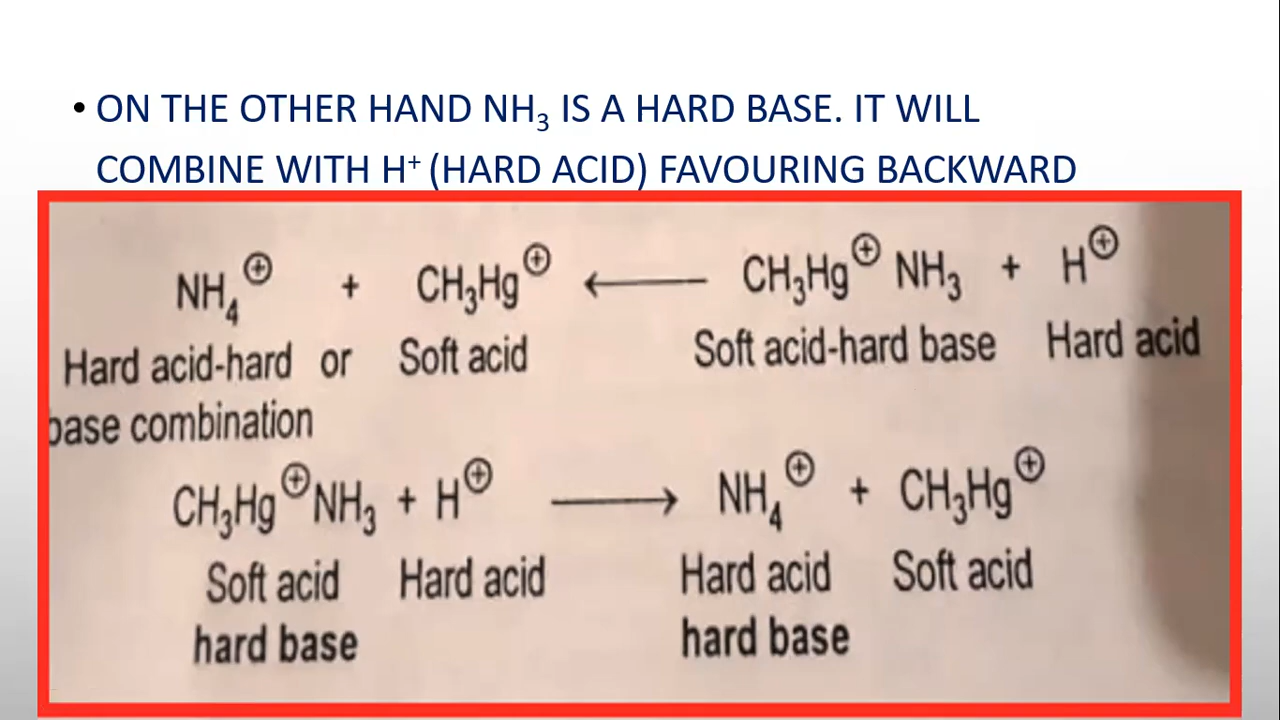 • ON THE OTHER HAND NH₃ IS A HARD BASE. IT WILL
COMBINE WITH H⁺ (HARD ACID) FAVOURING BACKWARD
NH₄⊕ + CH₃Hg⊕ ← CH₃Hg⊕ NH₃ + H⊕
Hard acid-hard or Soft acid Soft acid-hard base Hard acid
base combination
CH₃Hg⊕NH₃ + H⊕ → NH₄⊕ + CH₃Hg⊕
Soft acid Hard acid Hard acid Soft acid
hard base hard base